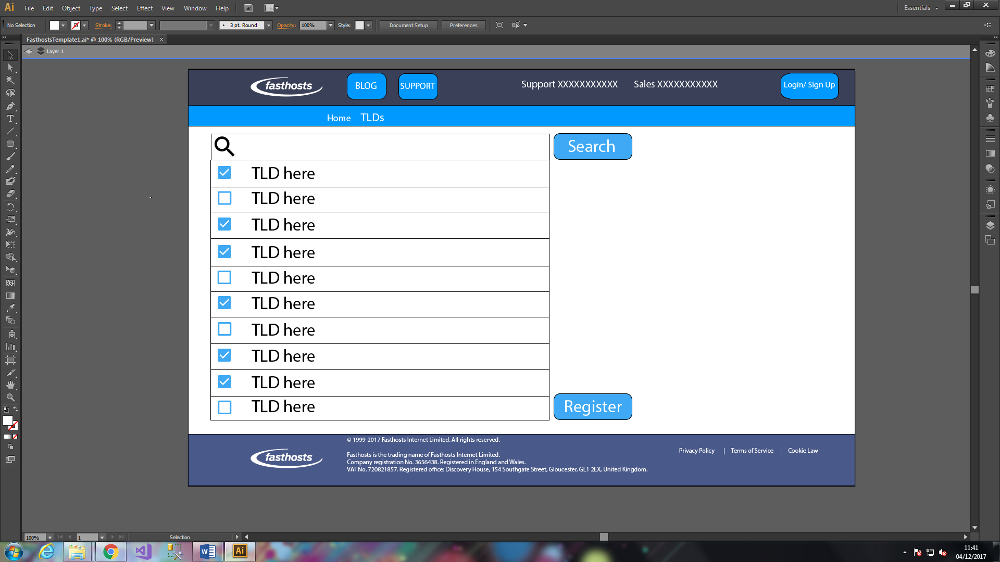 Ai File Edit Object Type Select Effect View Window Help Br Essentials
No Selection Stroke: 3 pt. Round Opacity: 100% Style: Document Setup Preferences
FasthostsTemplate1.ai* @ 100% (RGB/Preview) ×
Layer 1
fasthosts BLOG SUPPORT Support XXXXXXXXXXX Sales XXXXXXXXXXX Login/ Sign Up
Home TLDs
Search
TLD here
TLD here
TLD here
TLD here
TLD here
TLD here
TLD here
TLD here
TLD here
TLD here
Register
© 1999-2017 Fasthosts Internet Limited. All rights reserved.
Privacy Policy | Terms of Service | Cookie Law
fasthosts
Fasthosts is the trading name of Fasthosts Internet Limited.
Company registration No. 3656438. Registered in England and Wales.
VAT No. 720821857. Registered office: Discovery House, 154 Southgate Street, Gloucester, GL1 2EX, United Kingdom.
100% 1 Selection
W Ai
11:41
04/12/2017